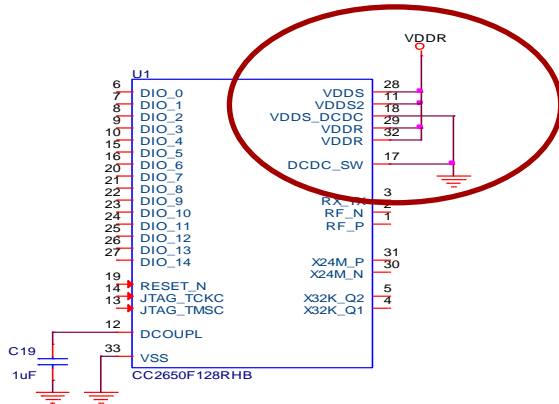 VDDR
U1
6 DIO_0
7 DIO_1
8 DIO_2
9 DIO_3
10 DIO_4
15 DIO_5
16 DIO_6
20 DIO_7
21 DIO_8
22 DIO_9
23 DIO_10
24 DIO_11
25 DIO_12
26 DIO_13
27 DIO_14
19 RESET_N
14 JTAG_TCKC
13 JTAG_TMSC
12 DCOUPL
33 VSS
VDDS 28
VDDS2 11
VDDS_DCDC 18
VDDR 29
VDDR 32
DCDC_SW 17
RX_TX 3
RF_N 2
RF_P 1
X24M_P 31
X24M_N 30
X32K_Q2 5
X32K_Q1 4
C19
1uF
CC2650F128RHB